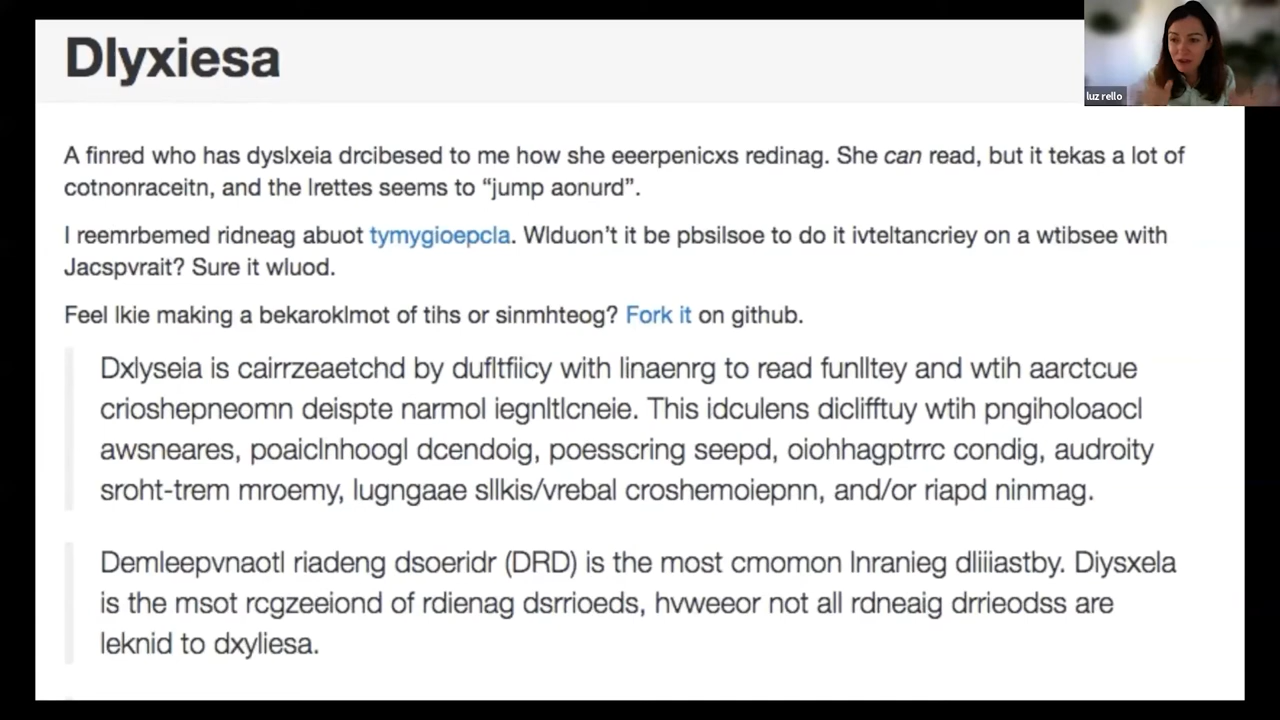 Dlyxiesa
luz rello
A finred who has dyslxeia drcibesed to me how she eeerpenicxs redinag. She can read, but it tekas a lot of
cotnonraceitn, and the lrettes seems to “jump aonurd”.
I reemrbemed ridneag abuot tymygioepcla. Wlduon’t it be pbsilsoe to do it ivteltancriey on a wtibsee with
Jacspvrait? Sure it wluod.
Feel lkie making a bekaroklmot of tihs or sinmhteog? Fork it on github.
Dxlyseia is cairrzeaetchd by dufltfiicy with linaenrg to read funlltey and wtih aarctcue
crioshepneomn deispte narmol iegnltlcneie. This idculens diclifftuy wtih pngiholoaocl
awsneares, poaiclnhoogl dcendoig, poesscring seepd, oiohhagptrrc condig, audroity
sroht-trem mroemy, lugngaae sllkis/vrebal croshemoiepnn, and/or riapd ninmag.
Demleepvnaotl riadeng dsoeridr (DRD) is the most cmomon lnranieg dliiiastby. Diysxela
is the msot rcgzeeiond of rdienag dsrrioeds, hvweeor not all rdneaig drrieodss are
leknid to dxyliesa.